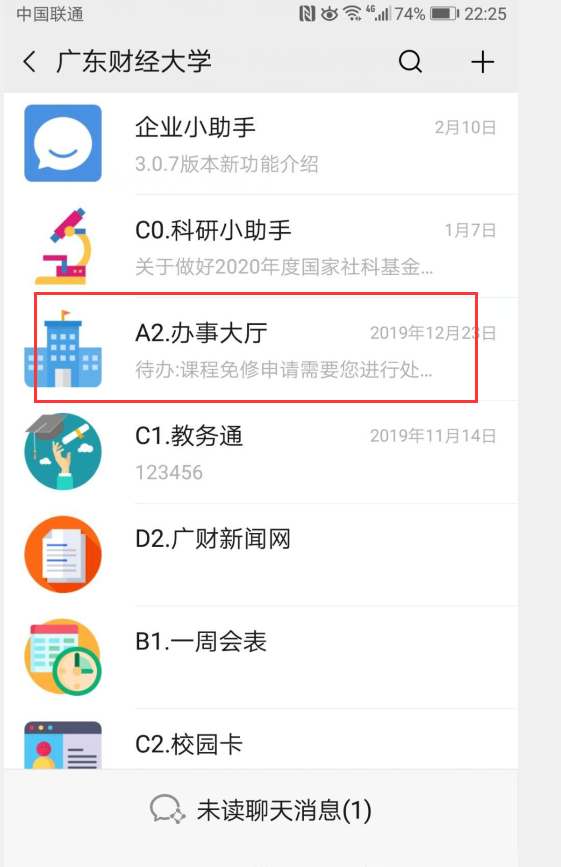 中国联通 4G 74% 22:25
广东财经大学
企业小助手 2月10日
3.0.7版本新功能介绍
C0.科研小助手 1月7日
关于做好2020年度国家社科基金...
A2.办事大厅 2019年12月23日
待办:课程免修申请需要您进行处...
C1.教务通 2019年11月14日
123456
D2.广财新闻网
B1.一周会表
C2.校园卡
未读聊天消息(1)